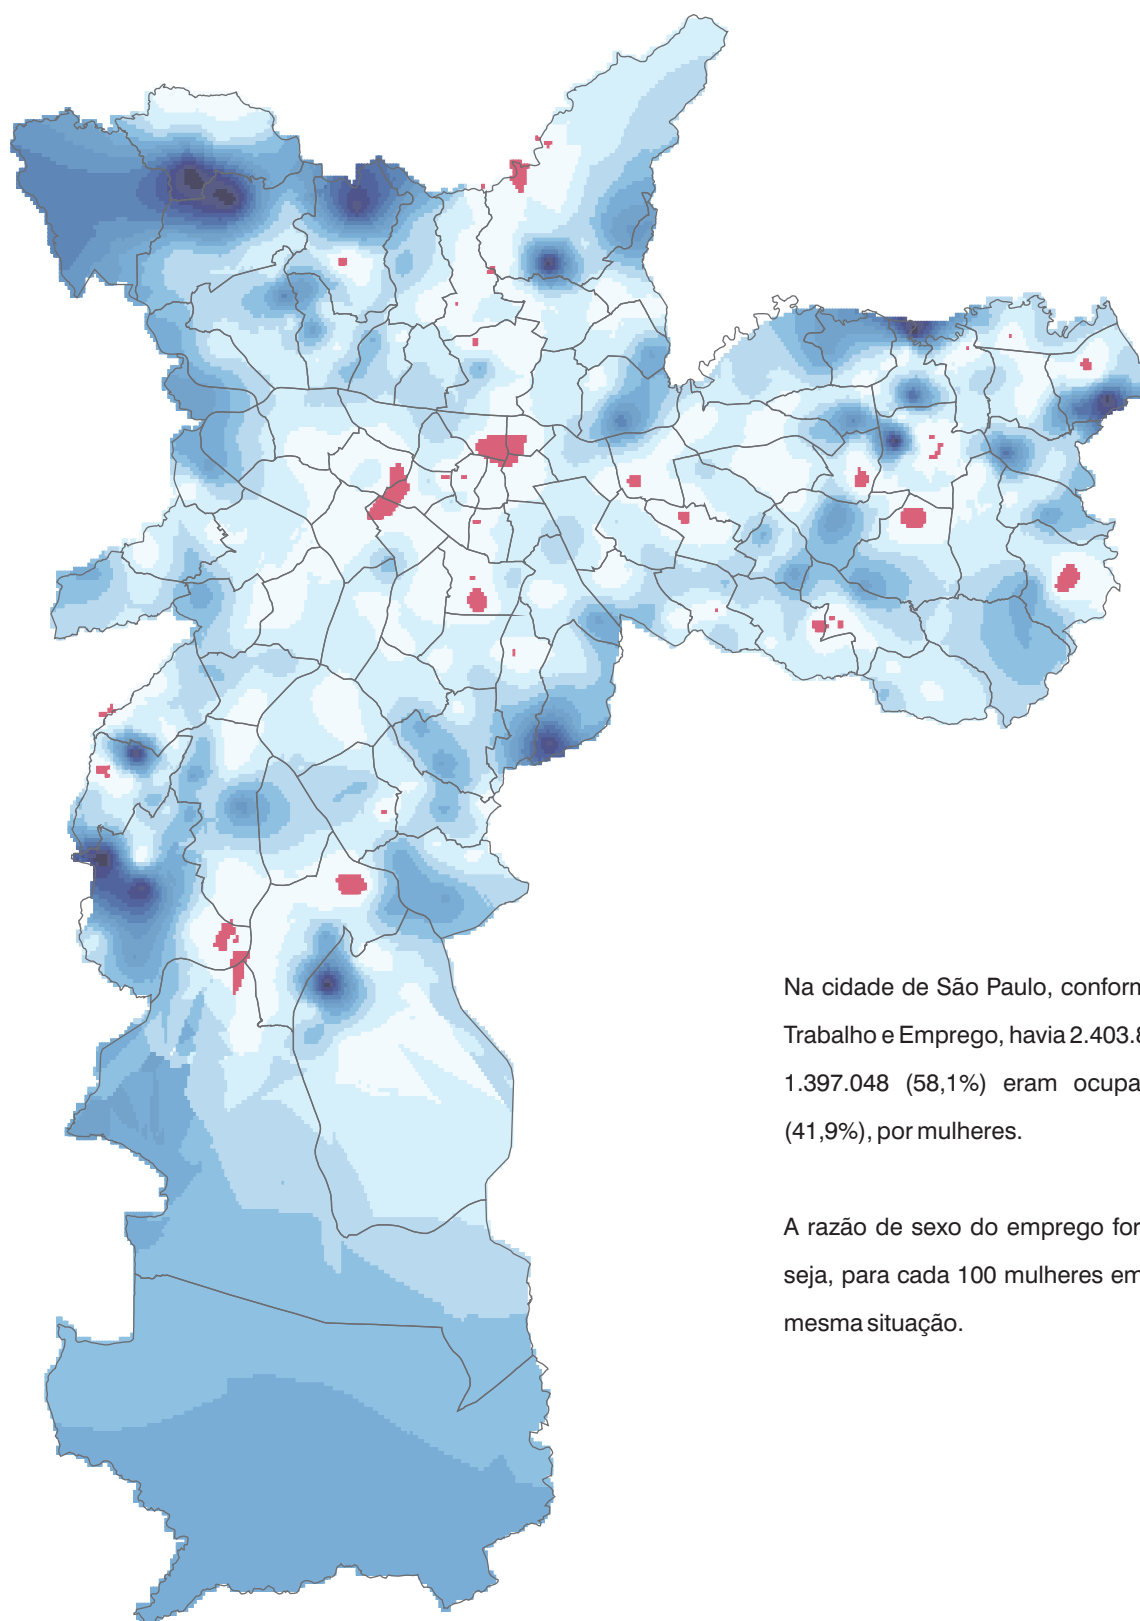 Na cidade de São Paulo, conforn
Trabalho e Emprego, havia 2.403.8
1.397.048 (58,1%) eram ocupa
(41,9%), por mulheres.
A razão de sexo do emprego for
seja, para cada 100 mulheres em
mesma situação.